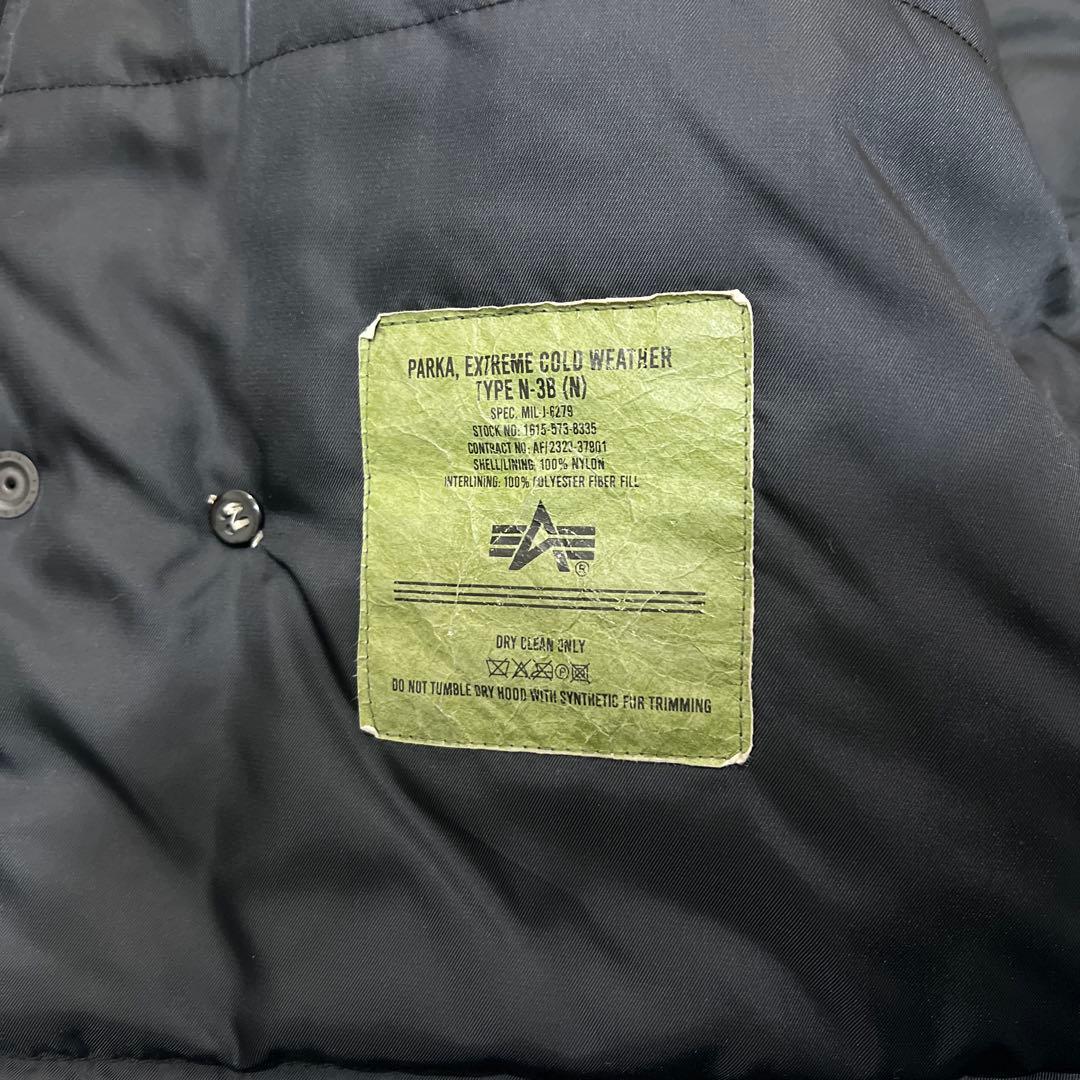 PARKA, EXTREME COLD WEATHER
TYPE N-3B (N)
SPEC. MIL-J-6279
STOCK NO: 1615-573-8335
CONTRACT NO: AF/2323-37801
SHELL/LINING: 100% NYLON
INTERLINING: 100% POLYESTER FIBER FILL
®
DRY CLEAN ONLY
P
DO NOT TUMBLE DRY HOOD WITH SYNTHETIC FUR TRIMMING